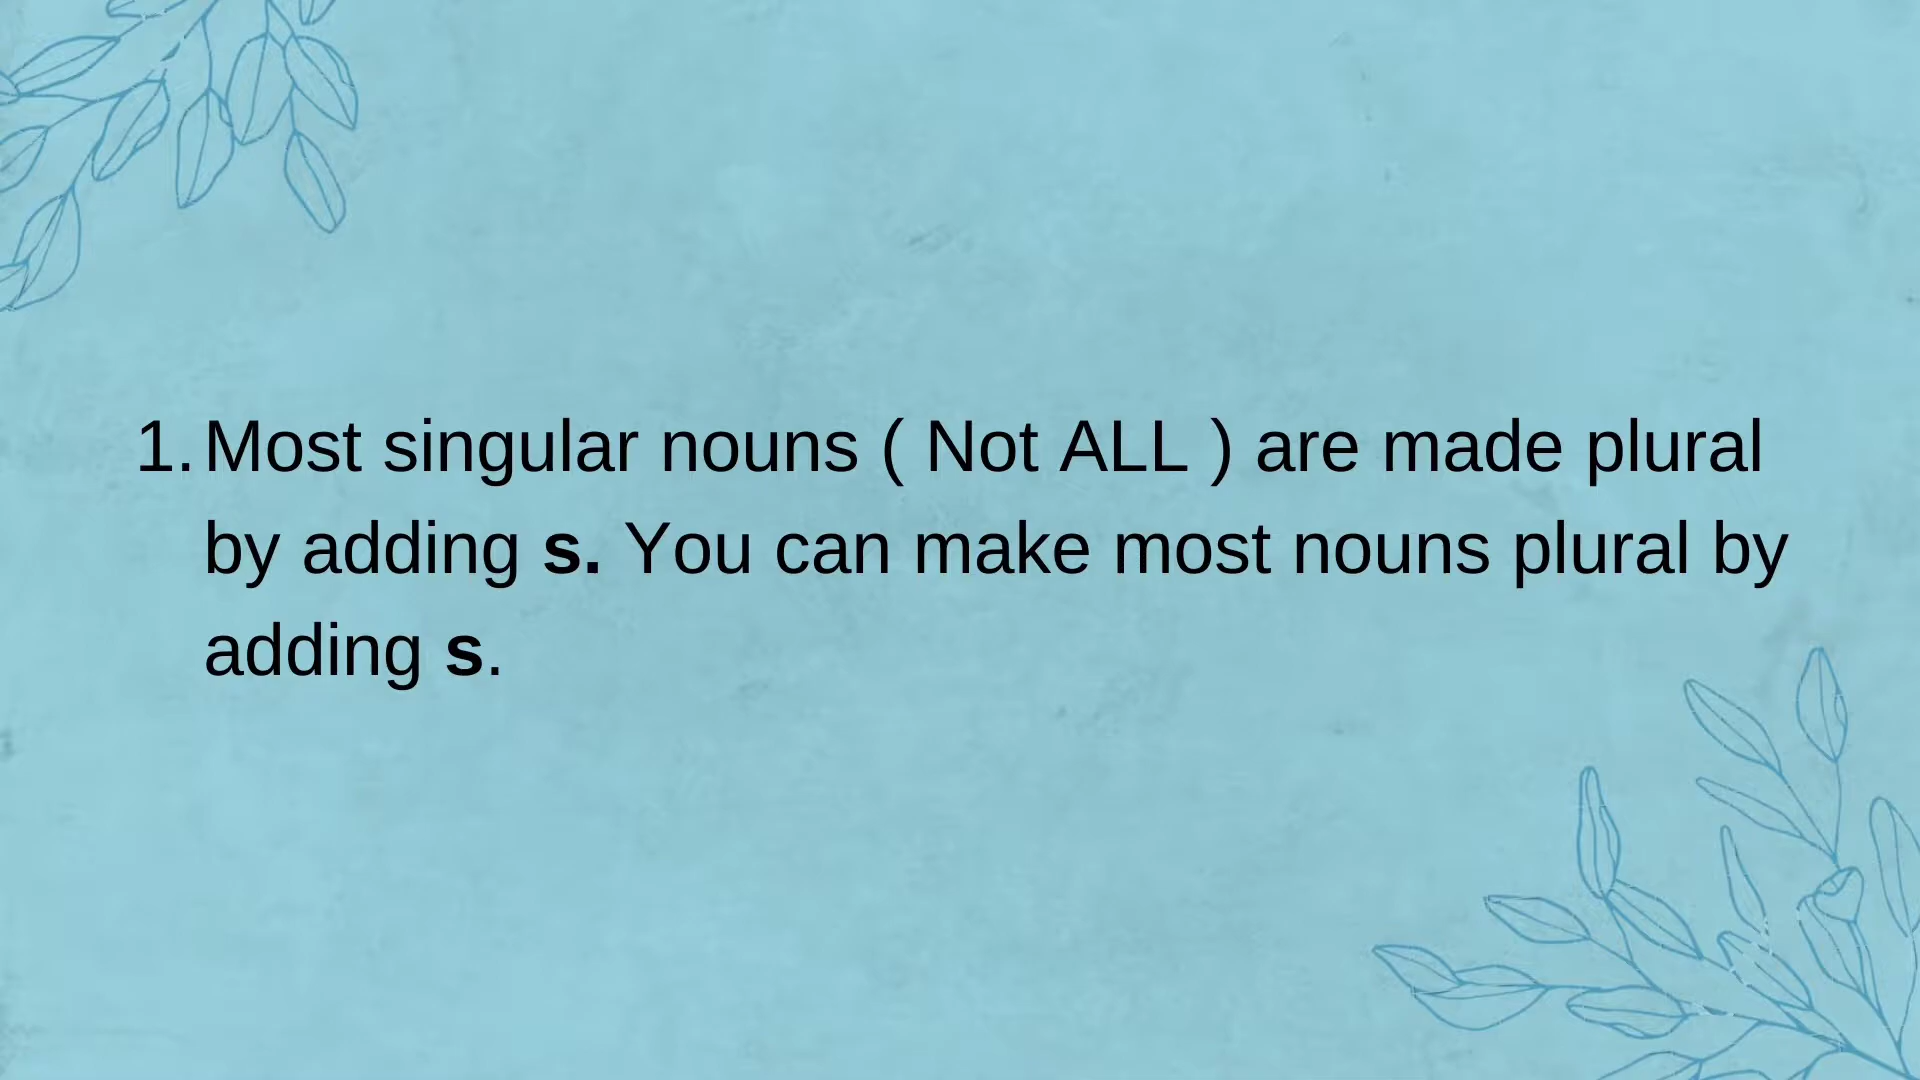 1. Most singular nouns ( Not ALL ) are made plural
by adding s. You can make most nouns plural by
adding s.